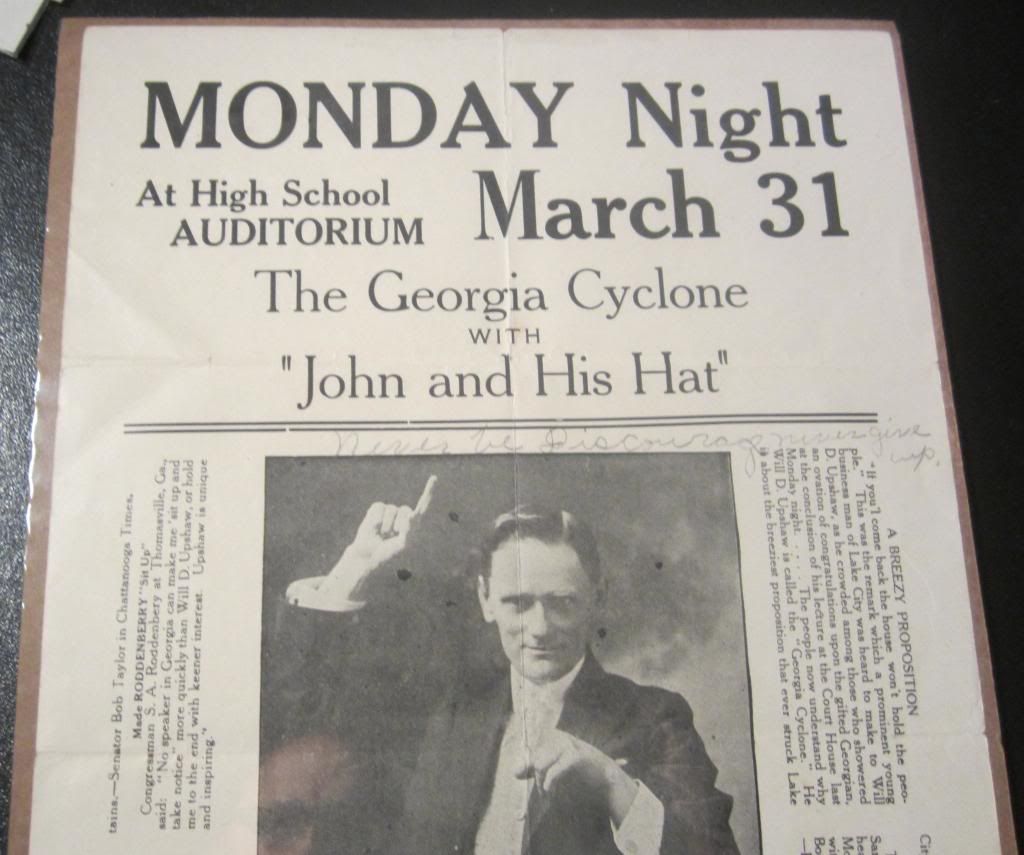 MONDAY Night
At High School
AUDITORIUM
March 31
The Georgia Cyclone
WITH
"John and His Hat"
Never be Discourag never give
up.
tains.—Senator Bob Taylor in Chattanooga Times.
Made RODDENBERRY "Sit Up"
Congressman S. A. Roddenbery at Thomasville, Ga.,
said: "No speaker in Georgia can make me 'sit up and
take notice' more quickly than Will D. Upshaw, or hold
me to the end with keener interest. Upshaw is unique
and inspiring."
A BREEZY PROPOSITION
"If you'l come back the house won't hold the peo-
ple." This was the remark which a prominent young
business man of Lake City was heard to make to Will
D. Upshaw, as he crowded among those who showered
an ovation of congratulations upon the gifted Georgian,
at the conclusion of his lecture at the Court House last
Monday night. . . . . The people now understand why
Will D. Upshaw is called the "Georgia Cyclone." He
is about the breeziest proposition that ever struck Lake
Cit